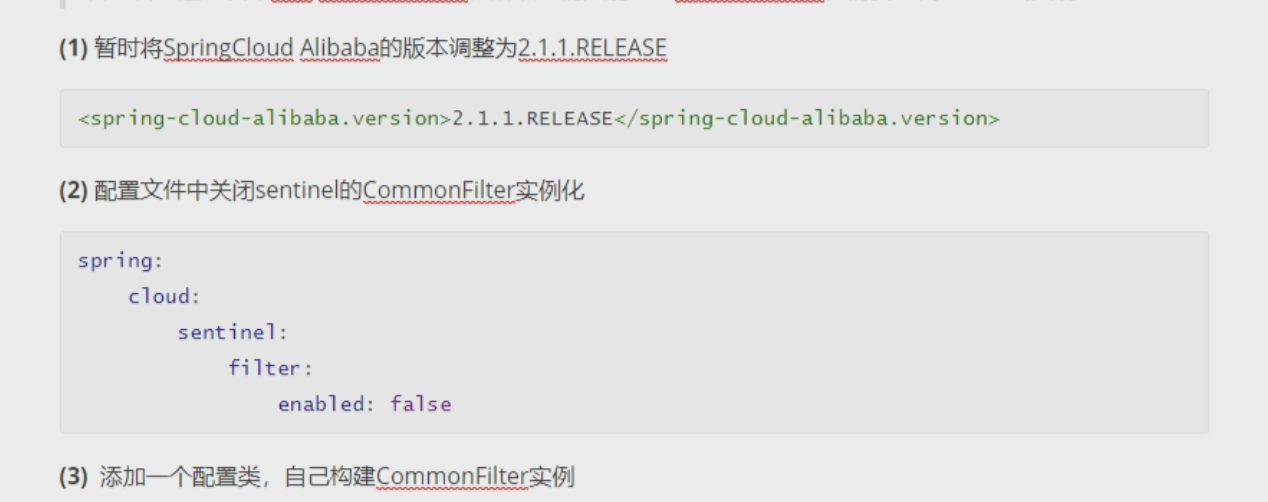 (1) 暂时将SpringCloud Alibaba的版本调整为2.1.1.RELEASE
<spring-cloud-alibaba.version>2.1.1.RELEASE</spring-cloud-alibaba.version>
(2) 配置文件中关闭sentinel的CommonFilter实例化
spring:
    cloud:
        sentinel:
            filter:
                enabled: false
(3) 添加一个配置类，自己构建CommonFilter实例